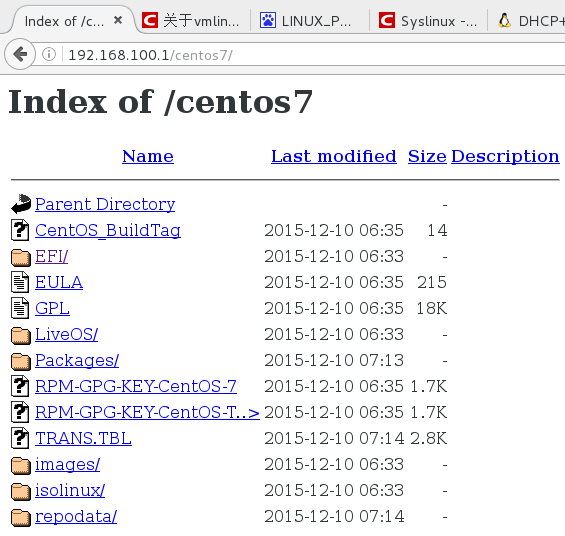 Index of /c... × 关于vmlin LINUX_P... Syslinux -... DHCP+
192.168.100.1/centos7/
Index of /centos7
Name Last modified Size Description
Parent Directory -
CentOS_BuildTag 2015-12-10 06:35 14
EFI/ 2015-12-10 06:33 -
EULA 2015-12-10 06:35 215
GPL 2015-12-10 06:35 18K
LiveOS/ 2015-12-10 06:33 -
Packages/ 2015-12-10 07:13 -
RPM-GPG-KEY-CentOS-7 2015-12-10 06:35 1.7K
RPM-GPG-KEY-CentOS-T..> 2015-12-10 06:35 1.7K
TRANS.TBL 2015-12-10 07:14 2.8K
images/ 2015-12-10 06:33 -
isolinux/ 2015-12-10 06:33 -
repodata/ 2015-12-10 07:14 -